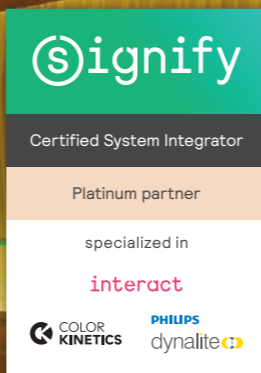 signify
Certified System Integrator
Platinum partner
specialized in
interact
COLOR
KINETICS
PHILIPS
dynalite